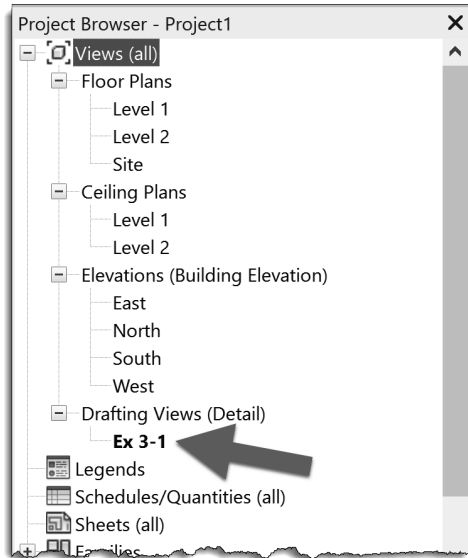 Project Browser - Project1
Views (all)
Floor Plans
Level 1
Level 2
Site
Ceiling Plans
Level 1
Level 2
Elevations (Building Elevation)
East
North
South
West
Drafting Views (Detail)
Ex 3-1
Legends
Schedules/Quantities (all)
Sheets (all)
Families